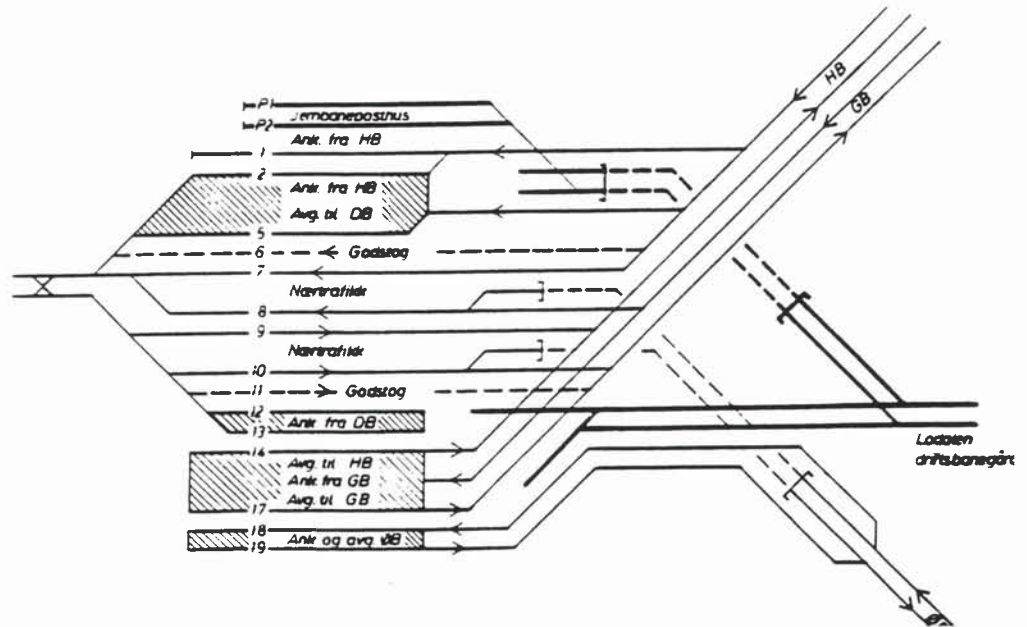 P1
Jernbaneposthus
P2
Ank. fra HB
1
2
Ank. fra HB
Avg. til DB
5
6
Godstog
7
Nærtrafikk
8
9
Nærtrafikk
10
11
Godstog
12
Ank. fra DB
13
14
Avg. til HB
Ank. fra GB
Avg. til GB
17
18
Ank og avg ØB
19
HB
GB
Lodalen
driftsbanegård